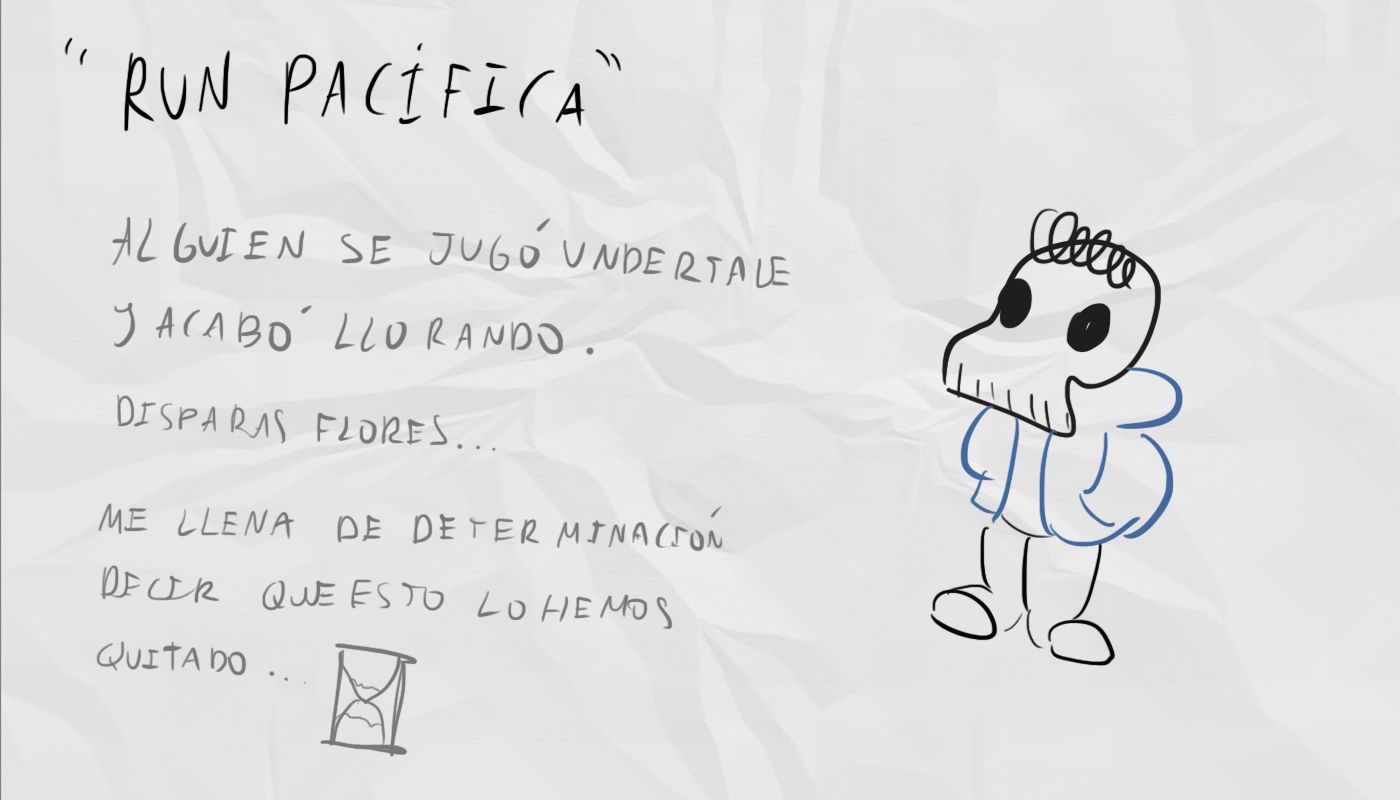 "RUN PACÍFICA"
ALGUIEN SE JUGÓ UNDERTALE
Y ACABÓ LLORANDO.
DISPARAS FLORES...
ME LLENA DE DETERMINACIÓN
DECIR QUE ESTO LO HEMOS
QUITADO...